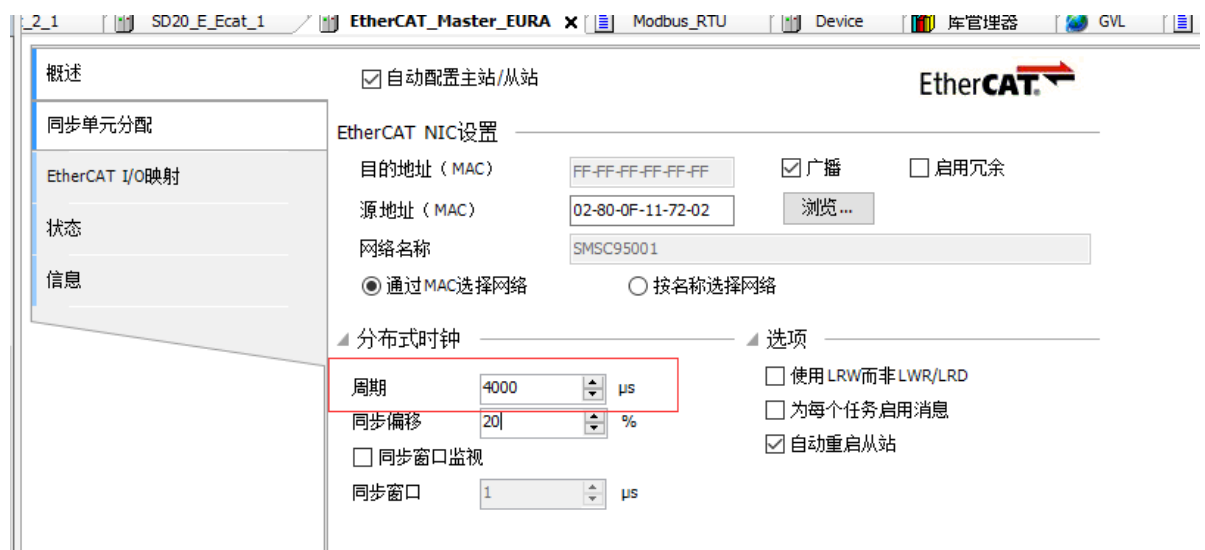 _2_1 SD20_E_Ecat_1 EtherCAT_Master_EURA Modbus_RTU Device 库管理器 GVL
概述
同步单元分配
EtherCAT I/O映射
状态
信息
自动配置主站/从站
EtherCAT
EtherCAT NIC设置
目的地址（MAC） FF-FF-FF-FF-FF-FF 广播 启用冗余
源地址（MAC） 02-80-0F-11-72-02 浏览...
网络名称 SMSC95001
通过MAC选择网络 按名称选择网络
分布式时钟
周期 4000 µs
同步偏移 20 %
同步窗口监视
同步窗口 1 µs
选项
使用LRW而非LWR/LRD
为每个任务启用消息
自动重启从站